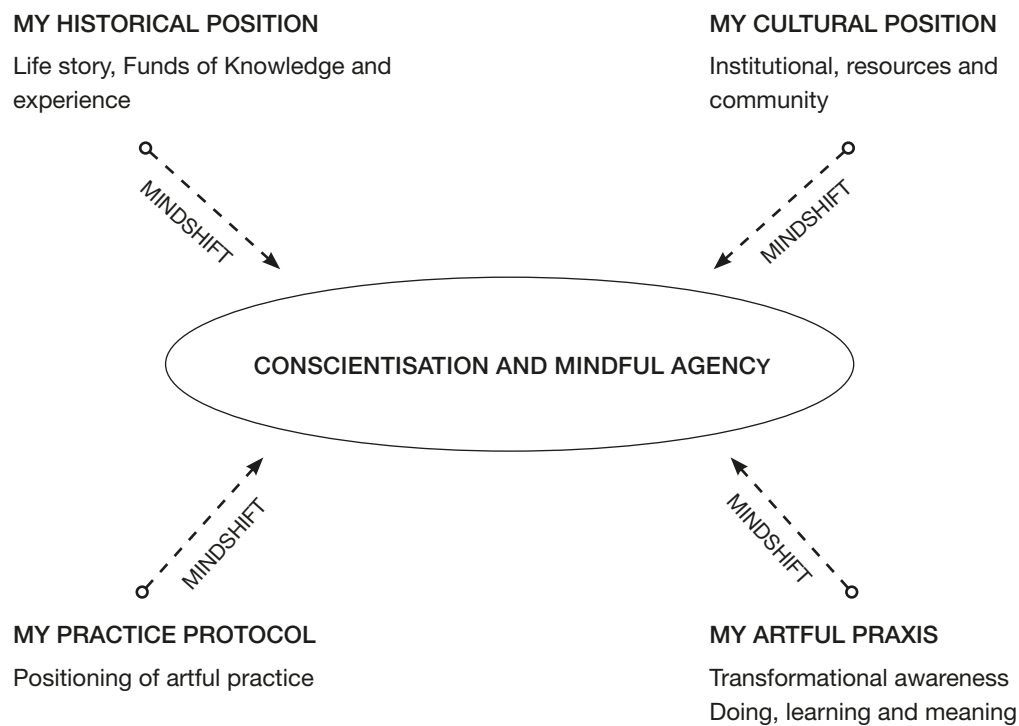 MY HISTORICAL POSITION
Life story, Funds of Knowledge and
experience
MY CULTURAL POSITION
Institutional, resources and
community
MINDSHIFT
MINDSHIFT
CONSCIENTISATION AND MINDFUL AGENCY
MINDSHIFT
MINDSHIFT
MY PRACTICE PROTOCOL
Positioning of artful practice
MY ARTFUL PRAXIS
Transformational awareness
Doing, learning and meaning